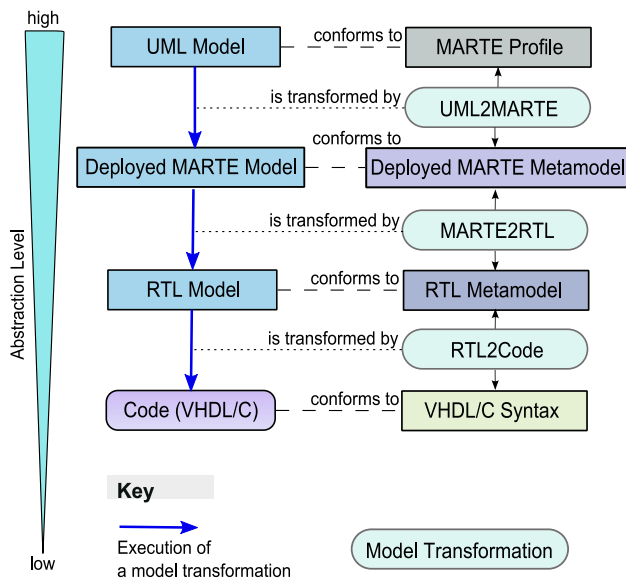 high
UML Model
conforms to
MARTE Profile
is transformed by
UML2MARTE
conforms to
Deployed MARTE Model
Deployed MARTE Metamodel
is transformed by
MARTE2RTL
Abstraction Level
RTL Model
conforms to
RTL Metamodel
is transformed by
RTL2Code
Code (VHDL/C)
conforms to
VHDL/C Syntax
Key
Execution of
a model transformation
Model Transformation
low